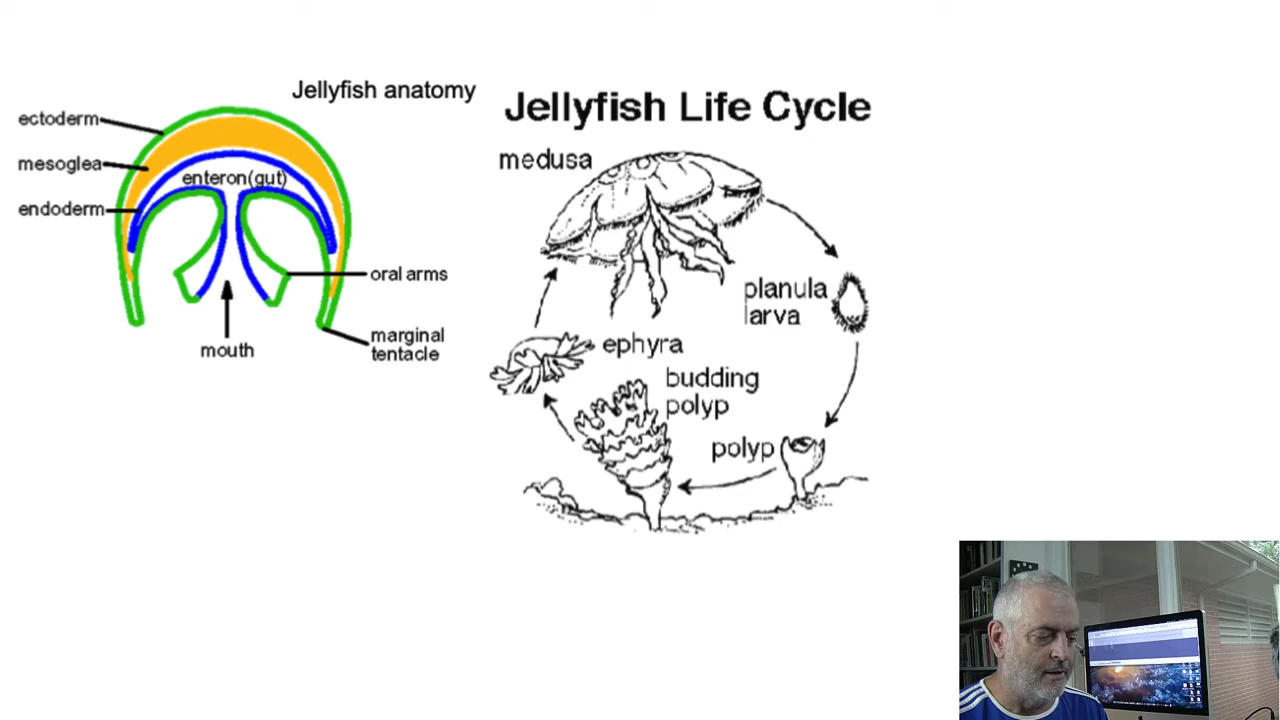 Jellyfish anatomy
ectoderm
mesoglea
enteron(gut)
endoderm
oral arms
marginal
tentacle
mouth
Jellyfish Life Cycle
medusa
planula
larva
ephyra
budding
polyp
polyp